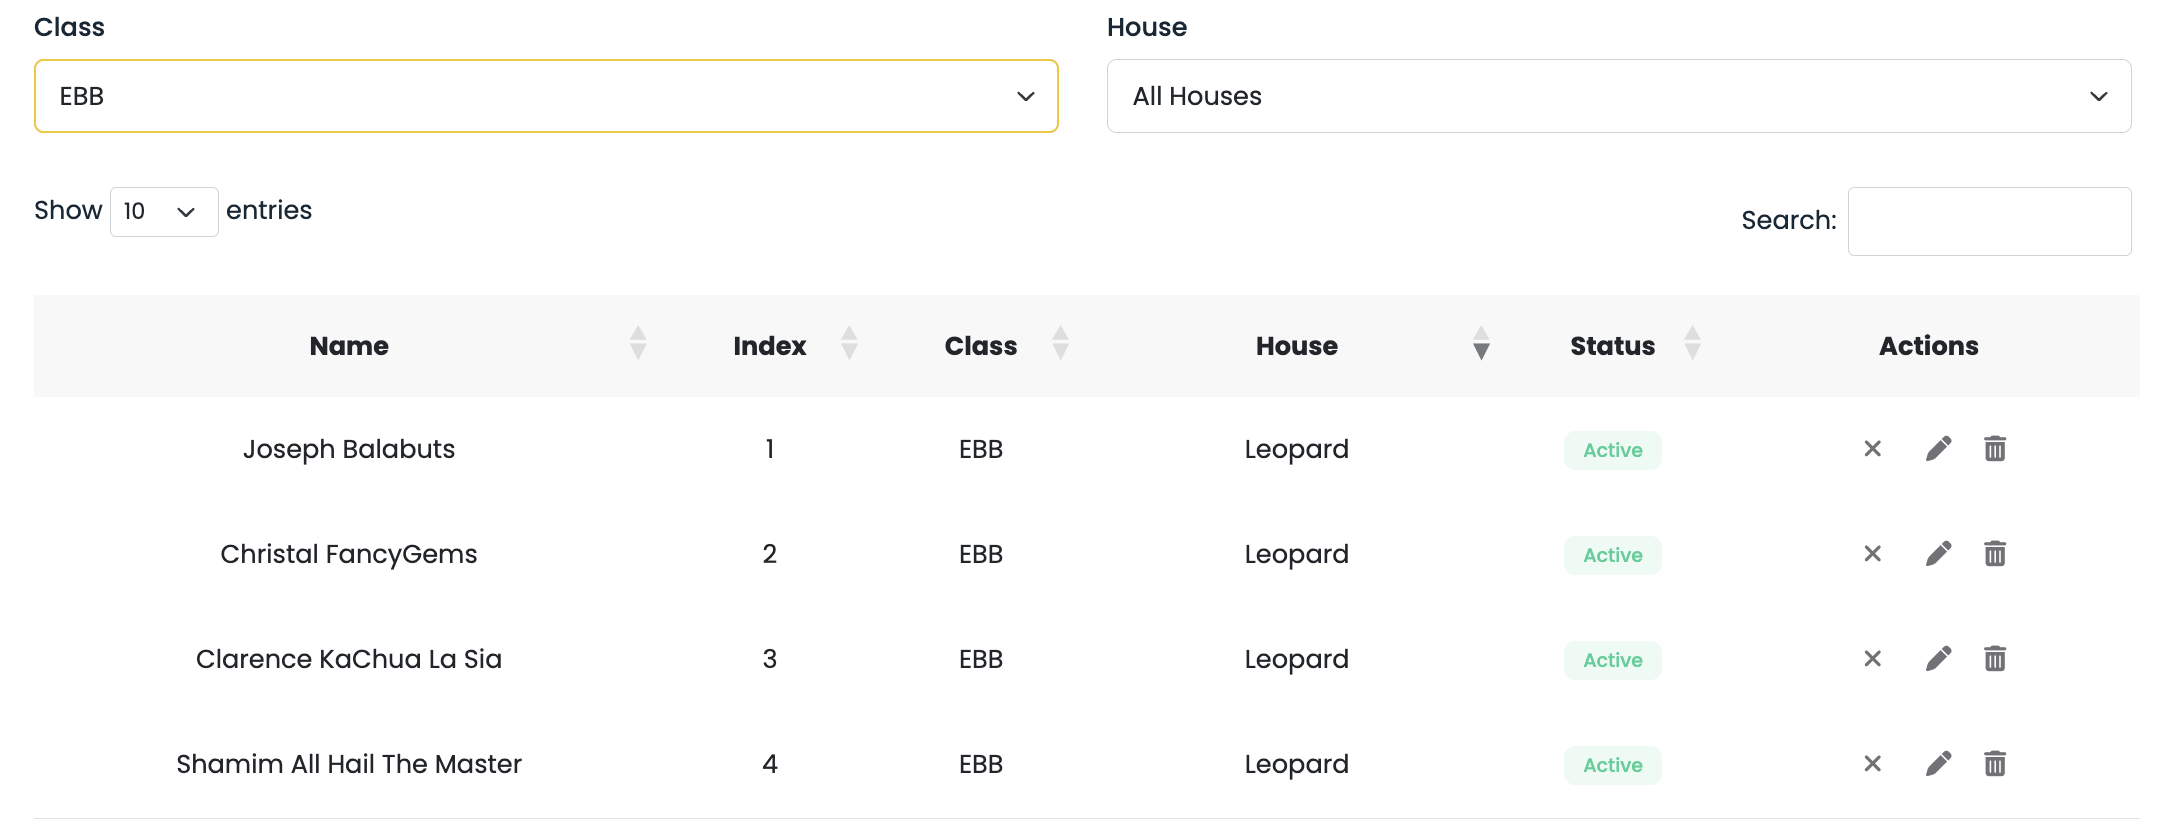 Class House
EBB All Houses
Show 10 entries Search:
Name Index Class House Status Actions
Joseph Balabuts 1 EBB Leopard Active
Christal FancyGems 2 EBB Leopard Active
Clarence KaChua La Sia 3 EBB Leopard Active
Shamim All Hail The Master 4 EBB Leopard Active